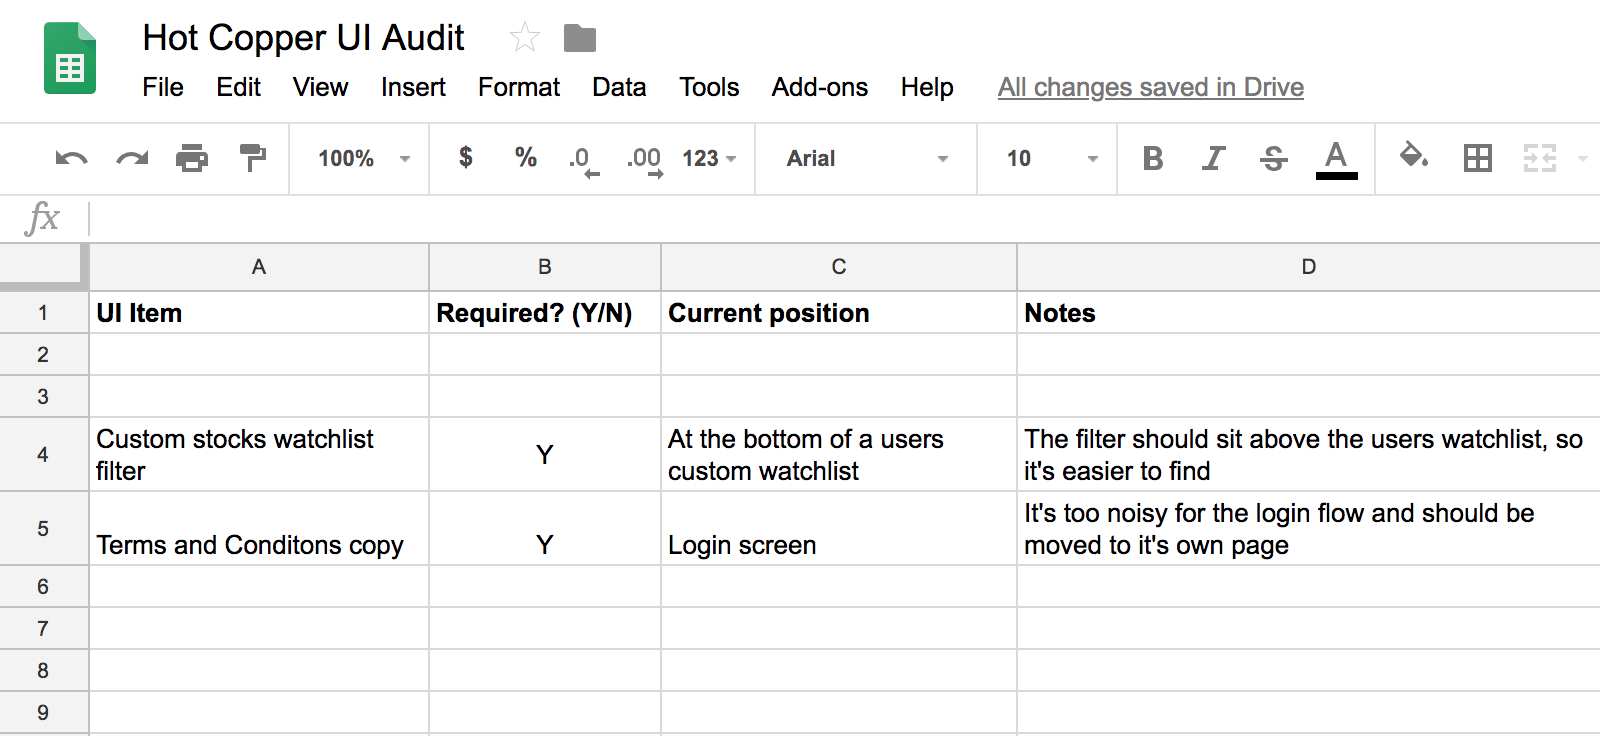 Hot Copper UI Audit
File Edit View Insert Format Data Tools Add-ons Help All changes saved in Drive
100% $ % .0 .00 123 Arial 10 B I S A
fx
A B C D
1 UI Item Required? (Y/N) Current position Notes
2
3
4 Custom stocks watchlist filter Y At the bottom of a users custom watchlist The filter should sit above the users watchlist, so it's easier to find
5 Terms and Conditons copy Y Login screen It's too noisy for the login flow and should be moved to it's own page
6
7
8
9